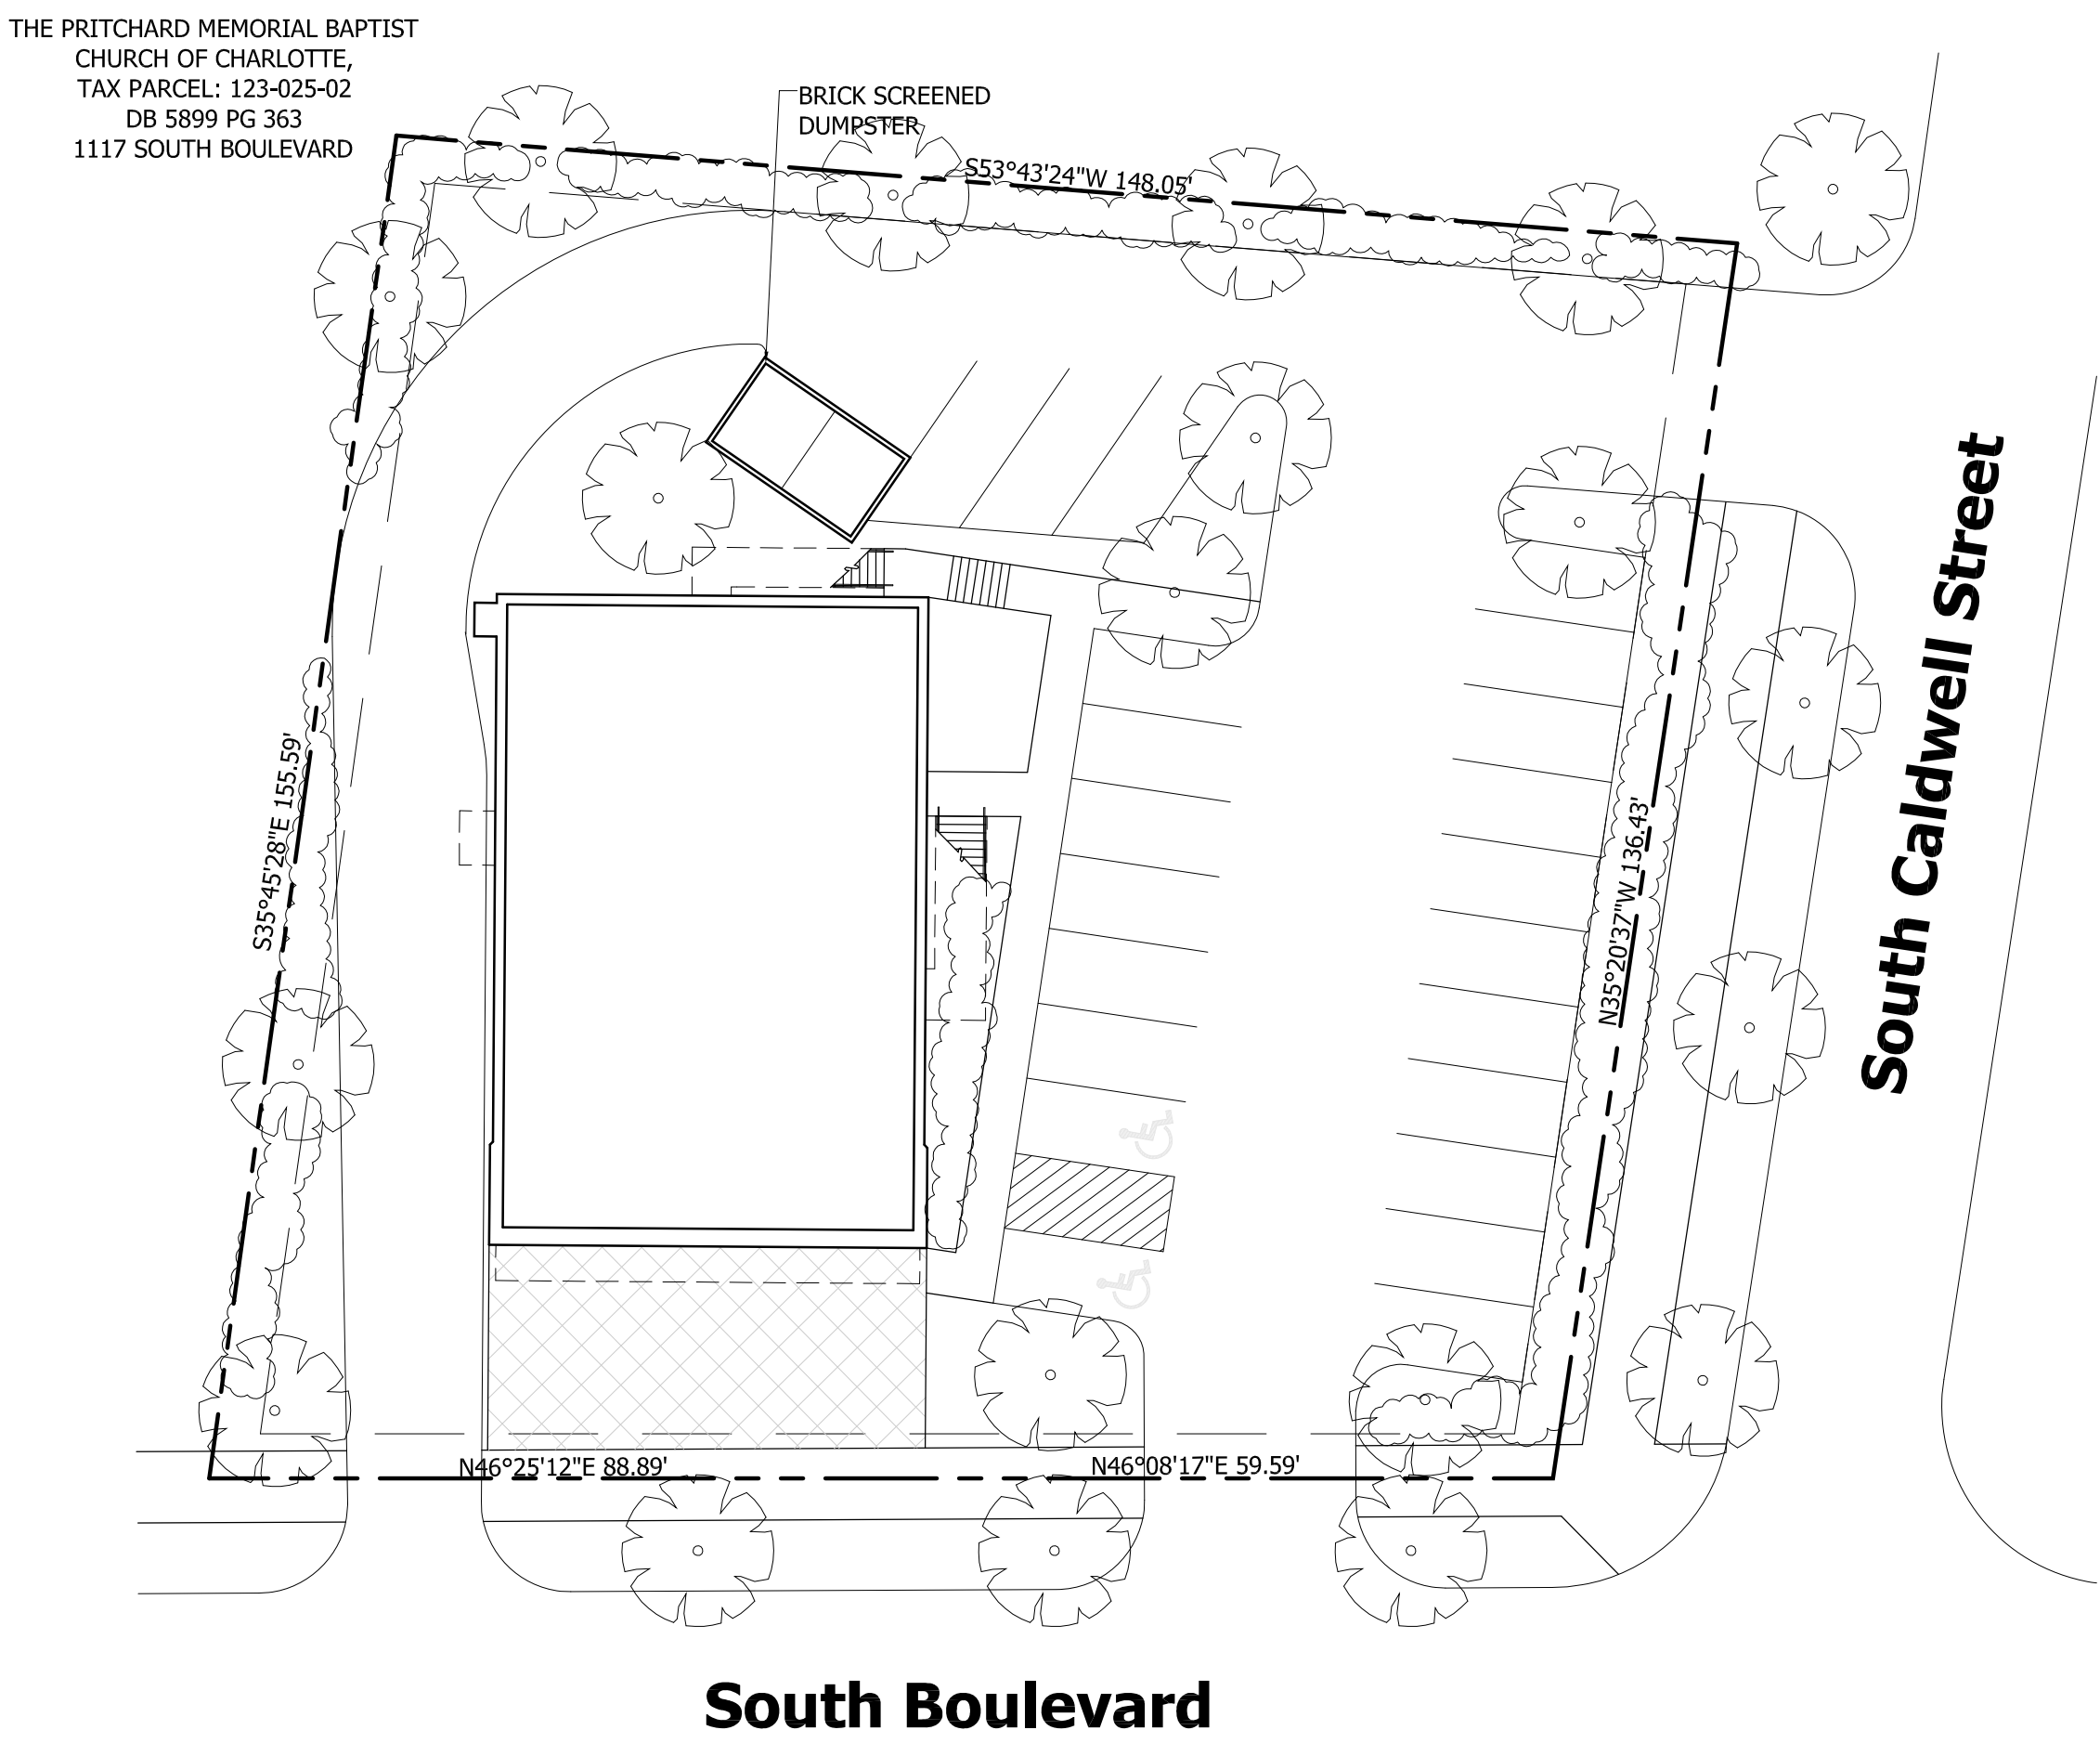 THE PRITCHARD MEMORIAL BAPTIST
CHURCH OF CHARLOTTE,
TAX PARCEL: 123-025-02
DB 5899 PG 363
1117 SOUTH BOULEVARD
BRICK SCREENED
DUMPSTER
S53°43'24"W 148.05'
S35°45'28"E 155.59'
N35°20'37"W 136.43'
South Caldwell Street
N46°25'12"E 88.89'
N46°08'17"E 59.59'
South Boulevard